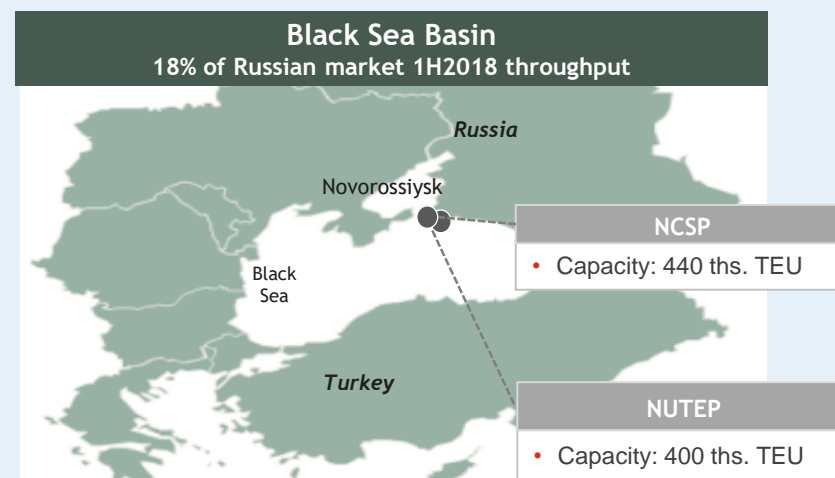 Black Sea Basin
18% of Russian market 1H2018 throughput
Russia
Novorossiysk
NCSP
• Capacity: 440 ths. TEU
Black
Sea
Turkey
NUTEP
• Capacity: 400 ths. TEU